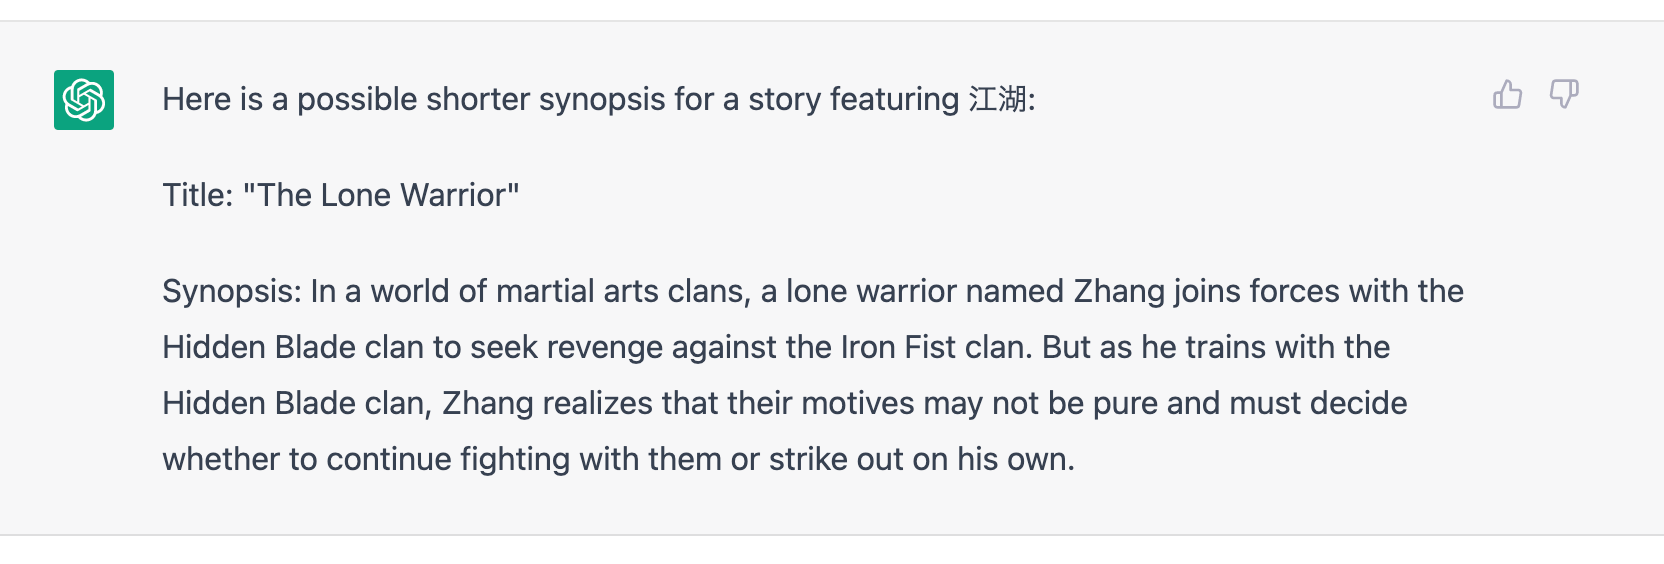 Here is a possible shorter synopsis for a story featuring 江湖:
Title: "The Lone Warrior"
Synopsis: In a world of martial arts clans, a lone warrior named Zhang joins forces with the
Hidden Blade clan to seek revenge against the Iron Fist clan. But as he trains with the
Hidden Blade clan, Zhang realizes that their motives may not be pure and must decide
whether to continue fighting with them or strike out on his own.